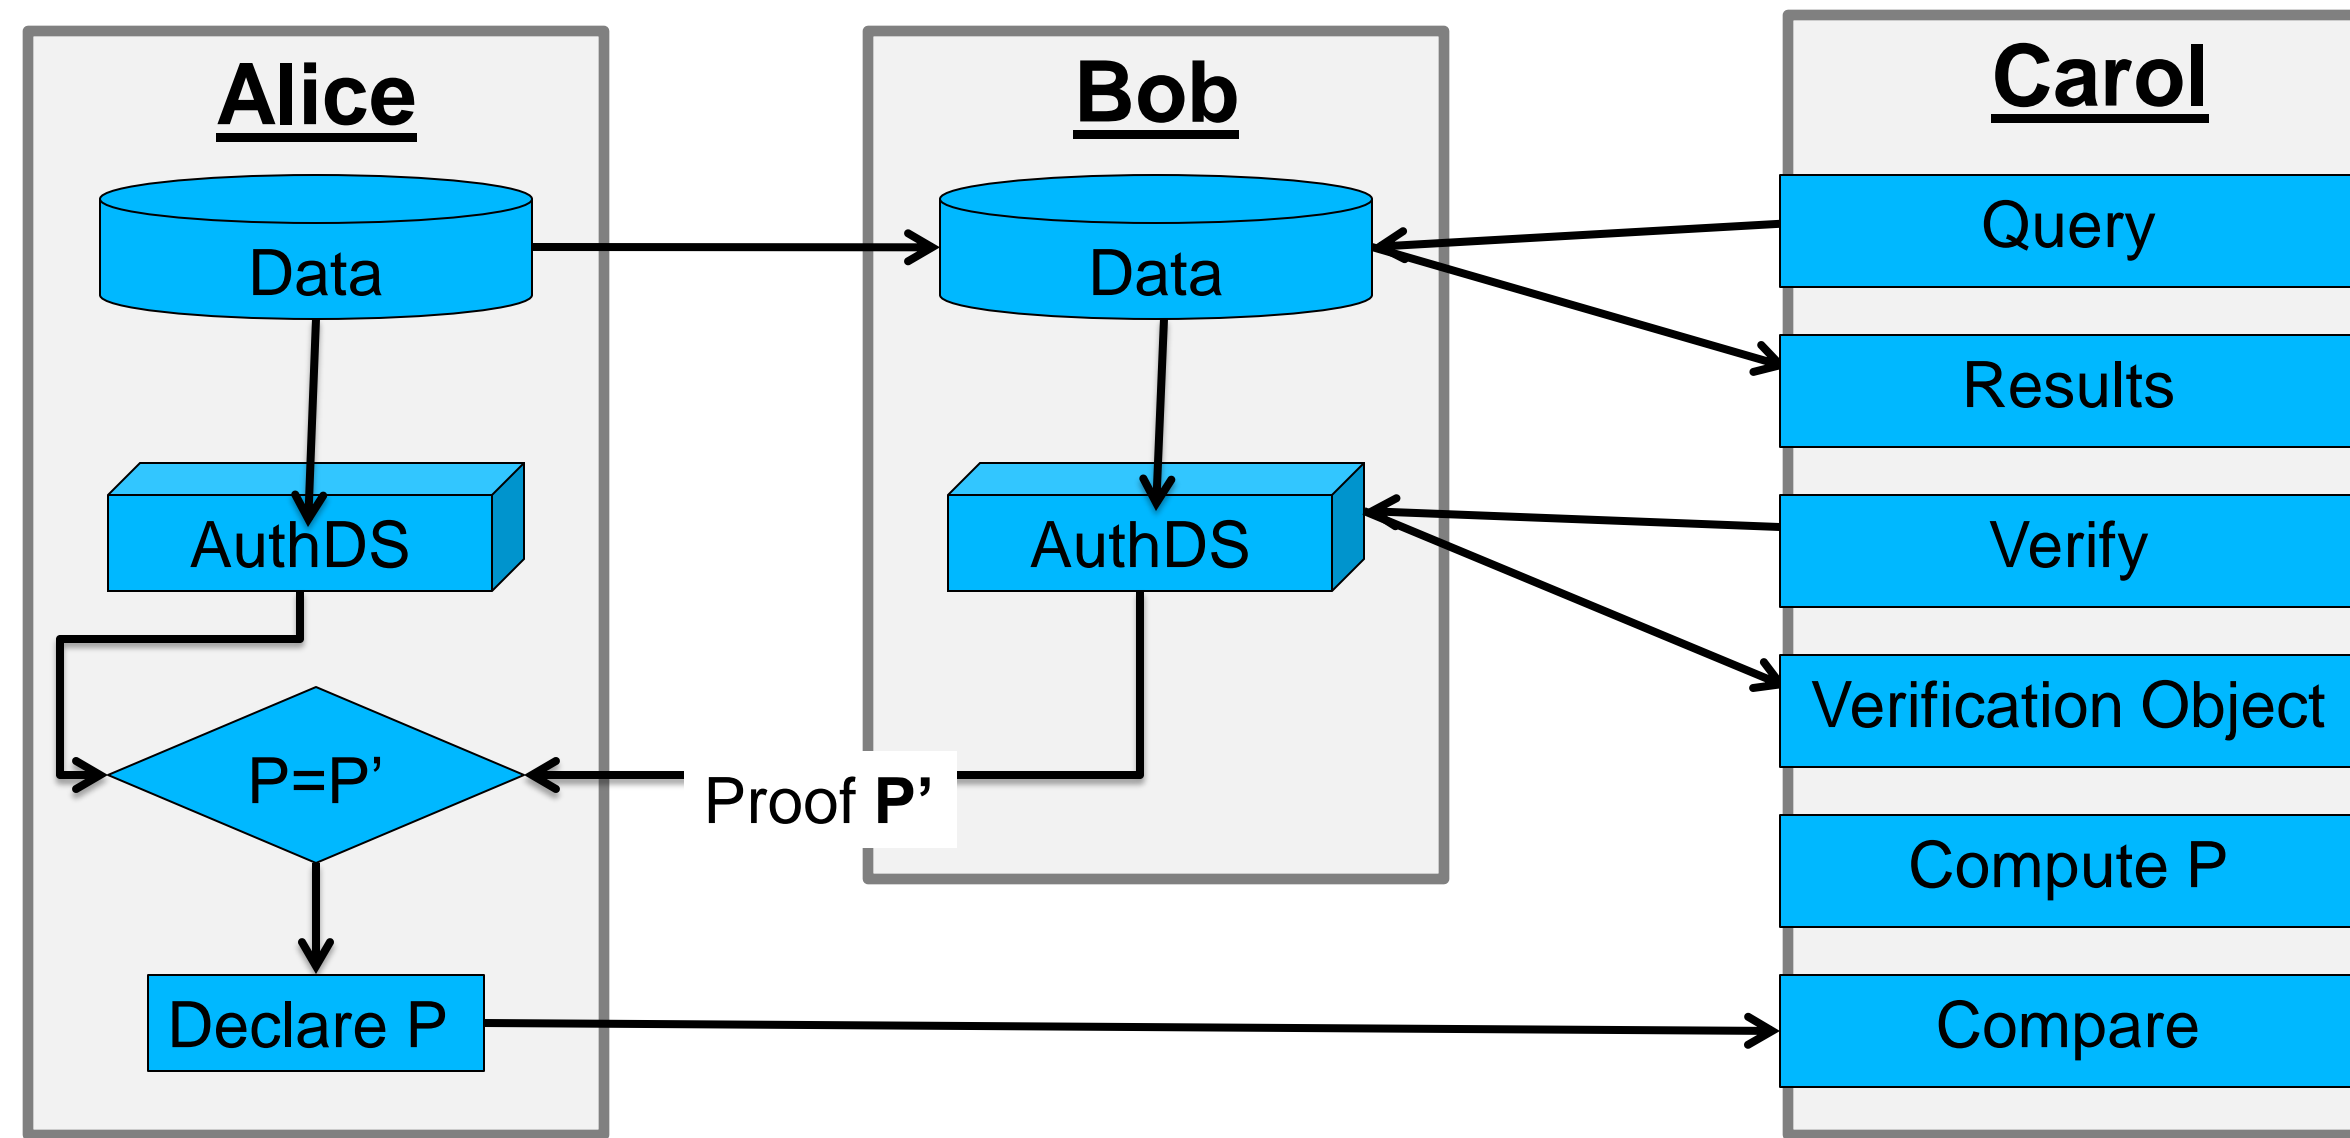 Alice
Data
AuthDS
P=P’
Declare P
Bob
Data
AuthDS
Proof P’
Carol
Query
Results
Verify
Verification Object
Compute P
Compare